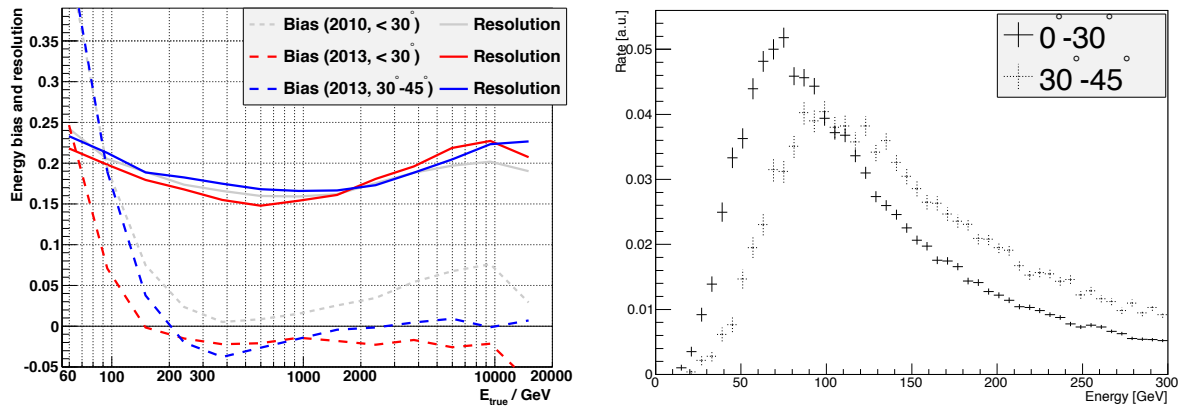 Energy bias and resolution
0.35
0.3
0.25
0.2
0.15
0.1
0.05
0
-0.05
Bias (2010, < 30°) Resolution
Bias (2013, < 30°) Resolution
Bias (2013, 30°-45°) Resolution
60 100 200 300 1000 2000 10000 20000
E_true / GeV
Rate [a.u.]
0.05
0.04
0.03
0.02
0.01
0
0°-30°
30°-45°
0 50 100 150 200 250 300
Energy [GeV]